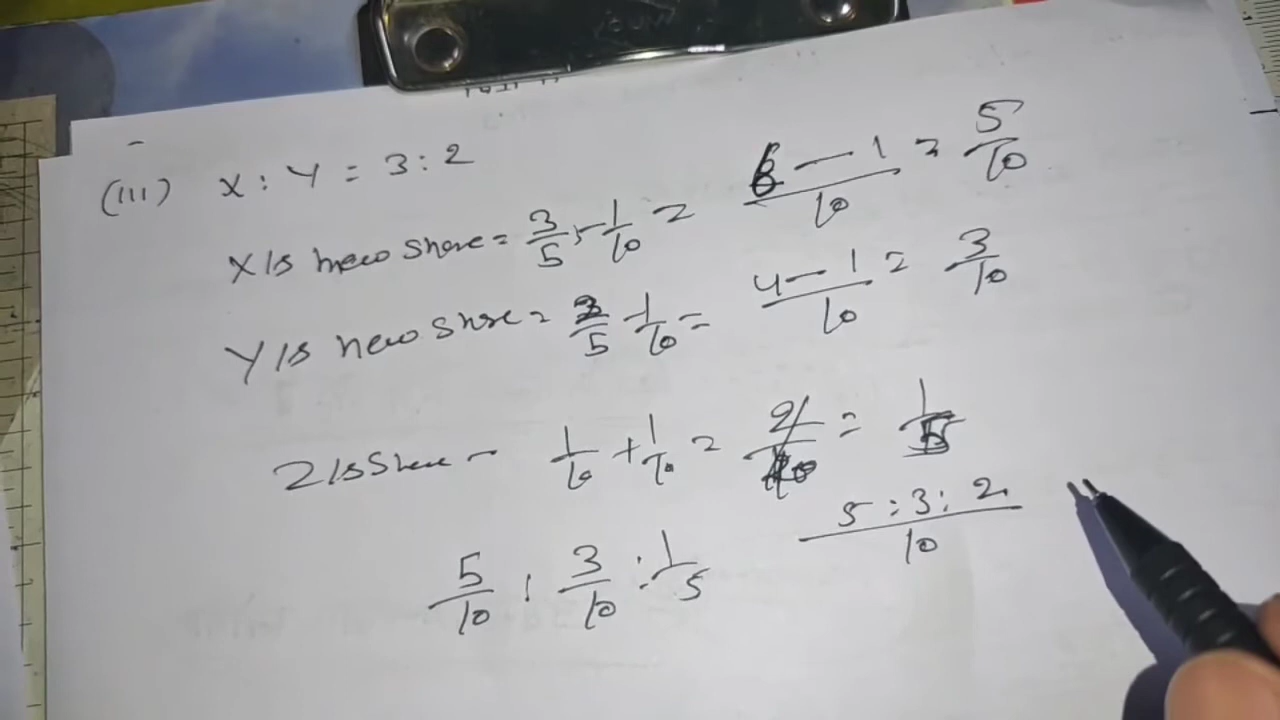 (III) X : Y = 3 : 2
X's new share = 3/5 - 1/10 = 6 - 1/10 = 5/10
Y's new share = 2/5 - 1/10 = 4 - 1/10 = 3/10
Z's Share - 1/10 + 1/10 = 2/10 = 1/5
5/10 : 3/10 : 1/5
5 : 3 : 2/10